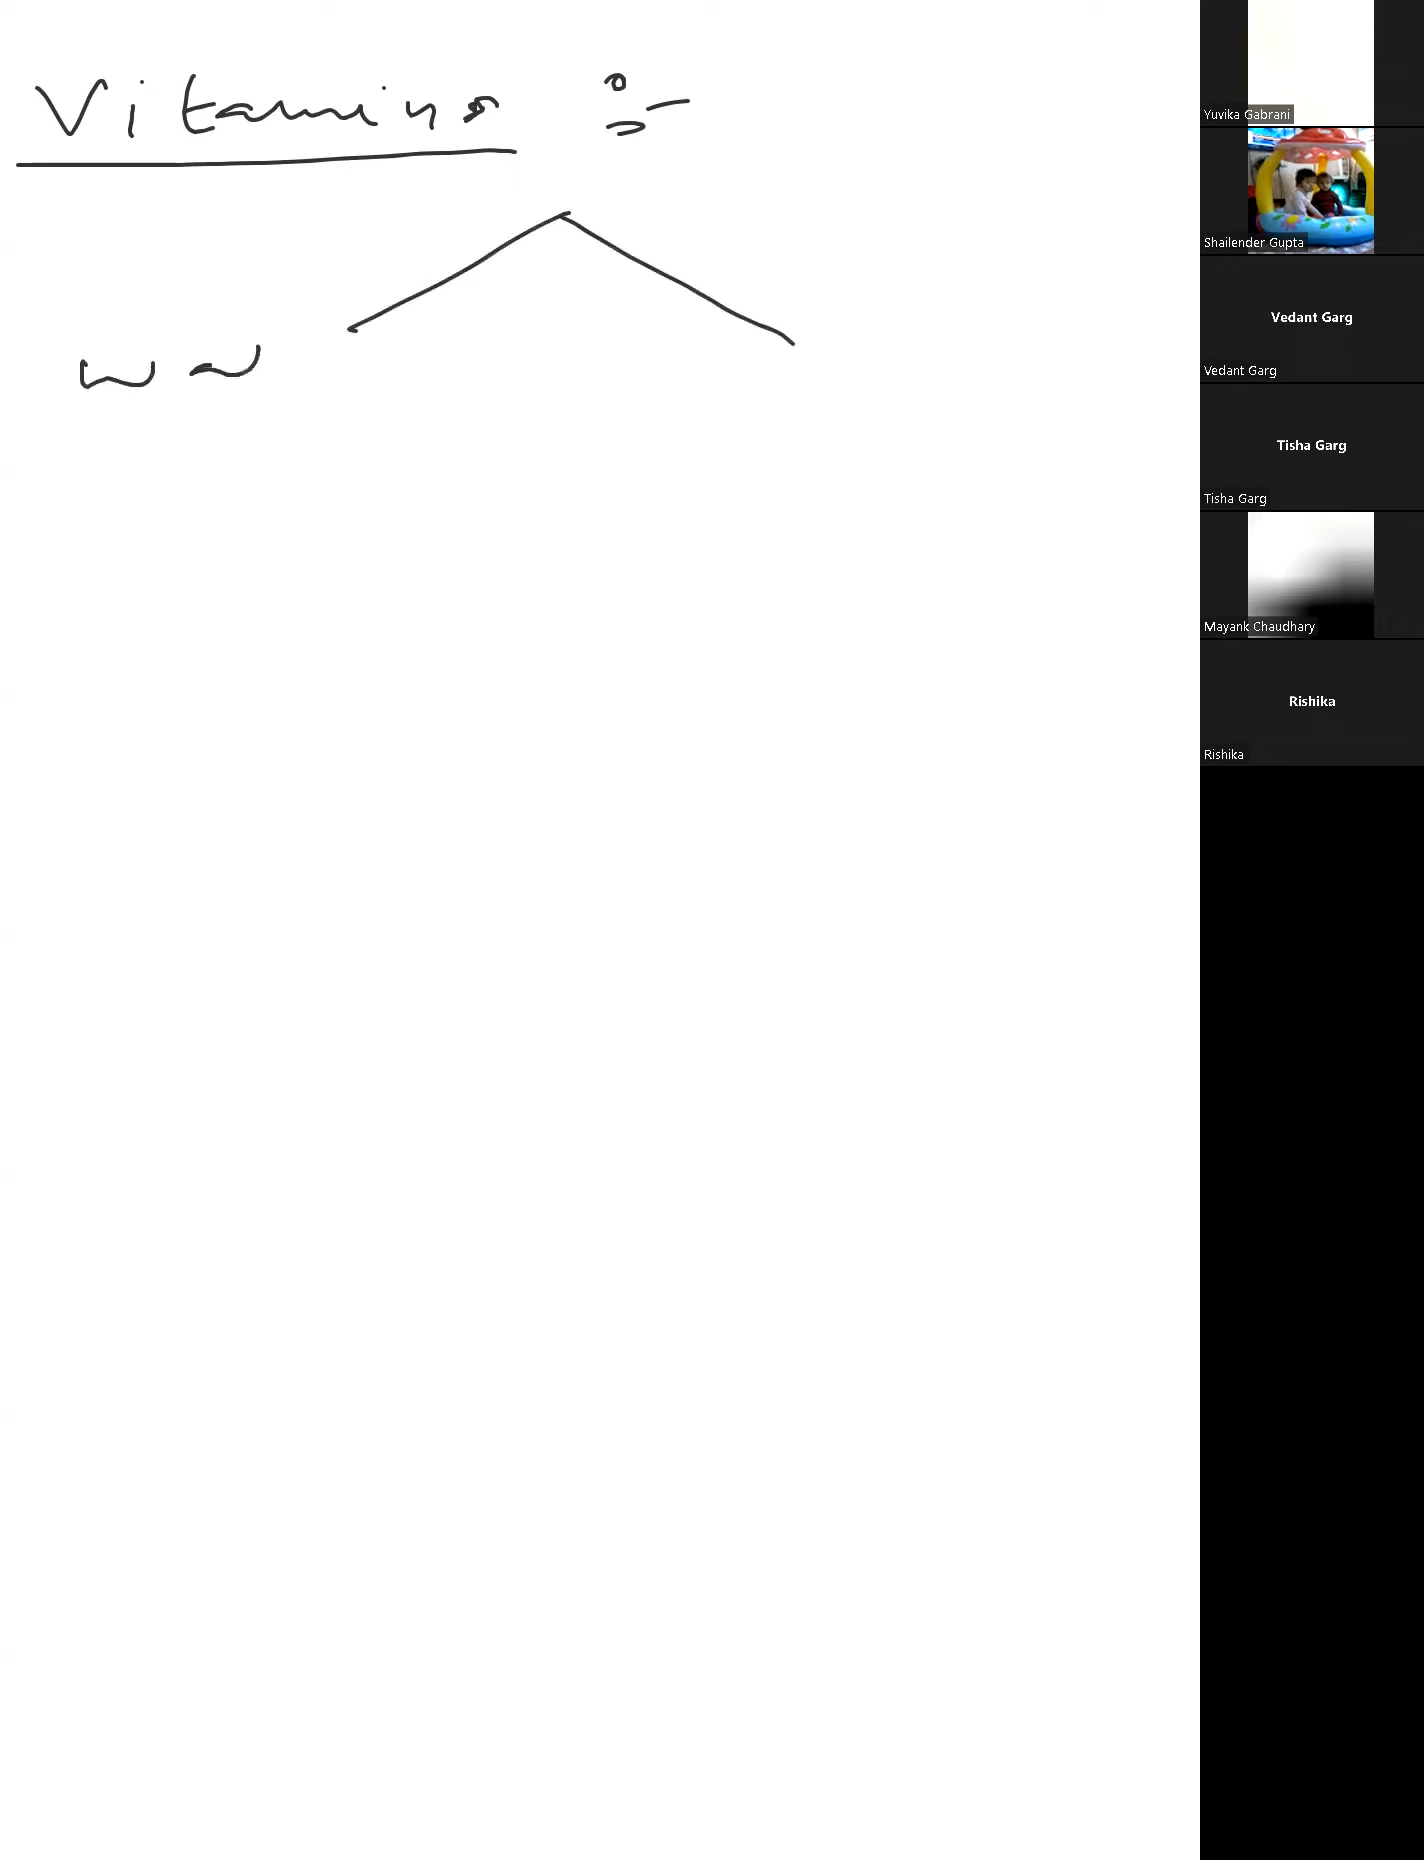 Vitamins :-
Yuvika Gabrani
Shailender Gupta
Vedant Garg
Vedant Garg
Tisha Garg
Tisha Garg
Mayank Chaudhary
Rishika
Rishika